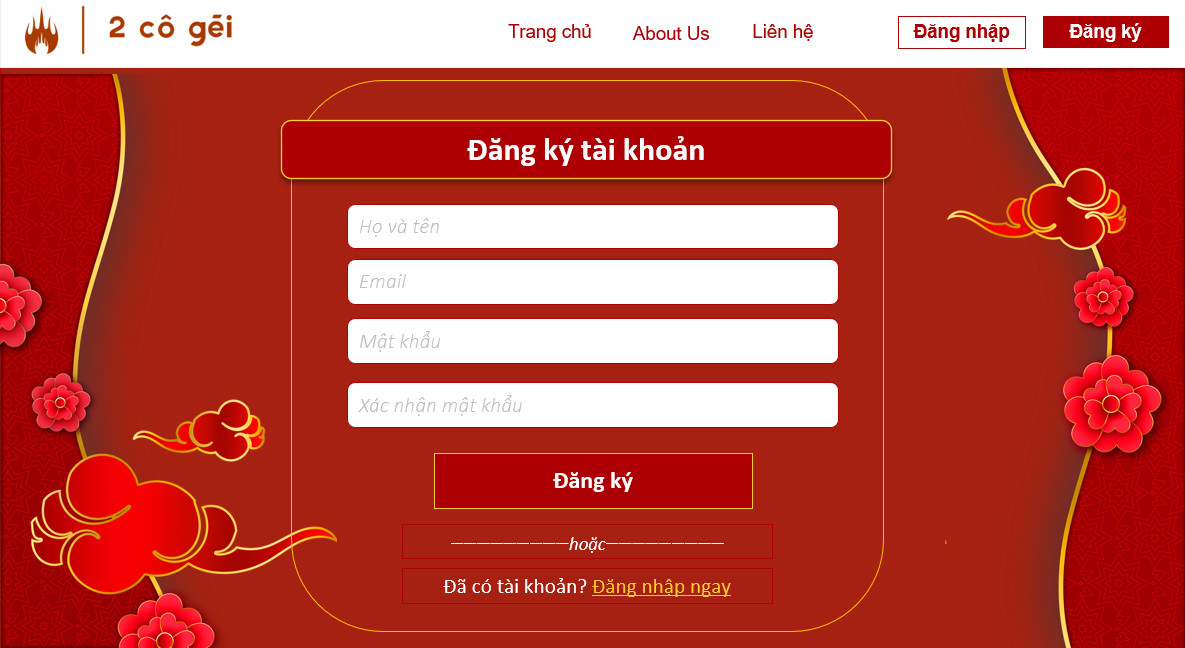 2 cô gếi
Trang chủ
About Us
Liên hệ
Đăng nhập
Đăng ký
Đăng ký tài khoản
Họ và tên
Email
Mật khẩu
Xác nhận mật khẩu
Đăng ký
—————————hoặc—————————
Đã có tài khoản? Đăng nhập ngay